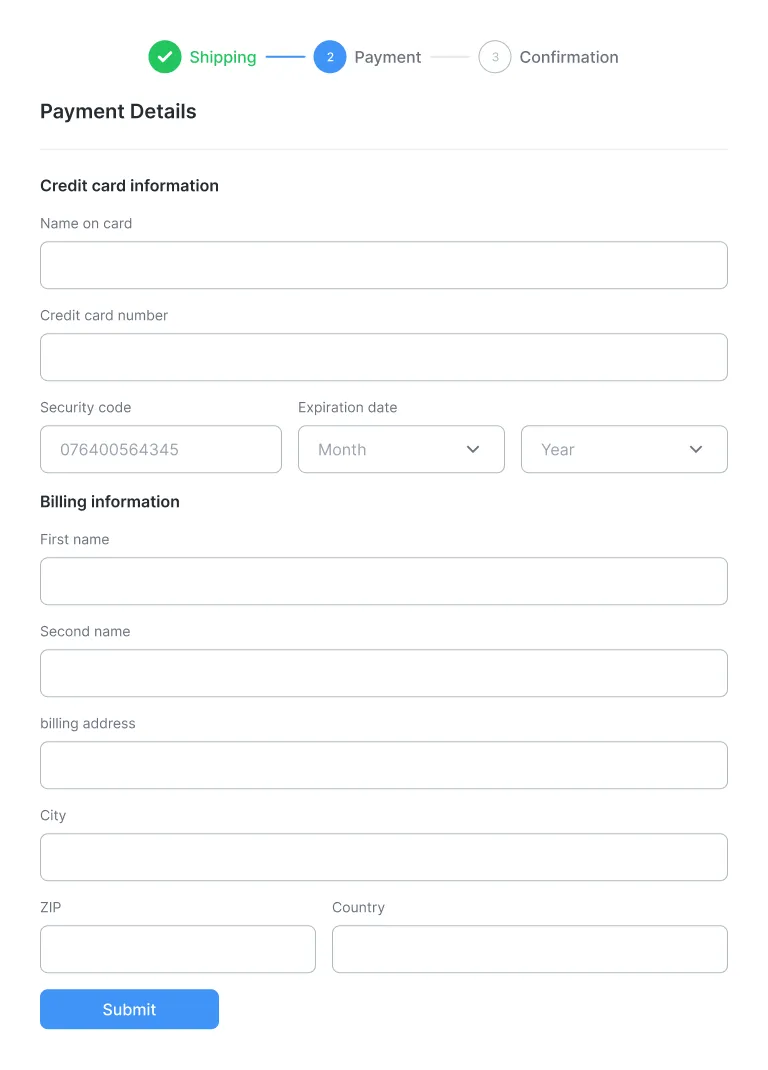 Shipping 2 Payment 3 Confirmation
Payment Details
Credit card information
Name on card
Credit card number
Security code Expiration date
076400564345 Month Year
Billing information
First name
Second name
billing address
City
ZIP Country
Submit